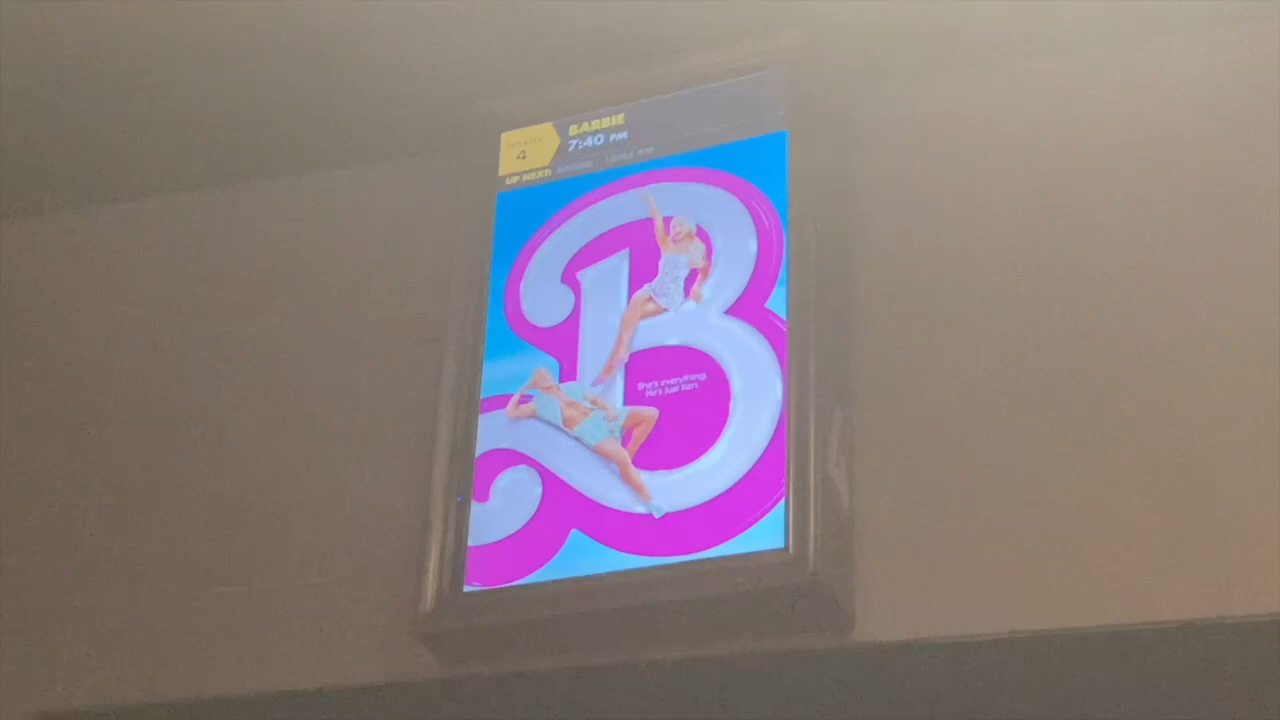 4
BARBIE
7:40 PM
UP NEXT:
B
She's everything.
He's just Ken.